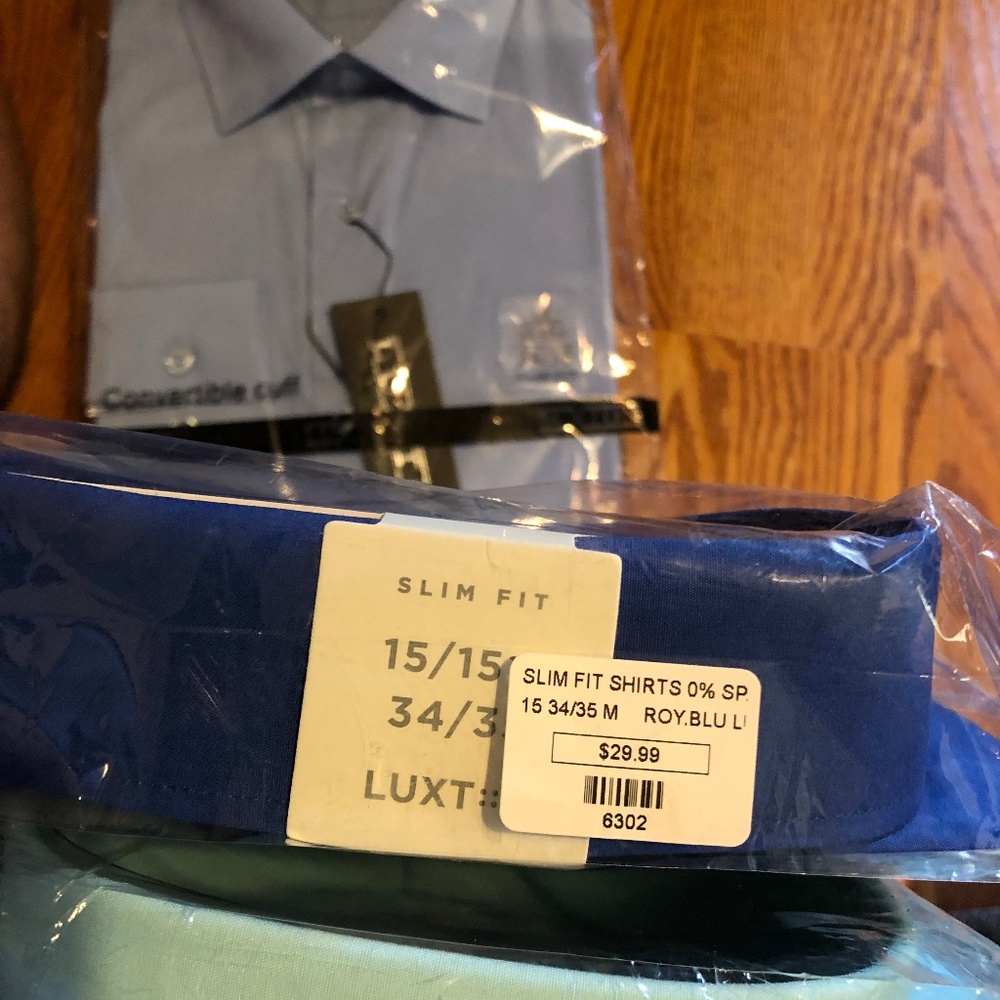 Convertible cuff
SLIM FIT
15/15
34/3
LUXT::
SLIM FIT SHIRTS 0% SP.
15 34/35 M ROY.BLU L
$29.99
6302